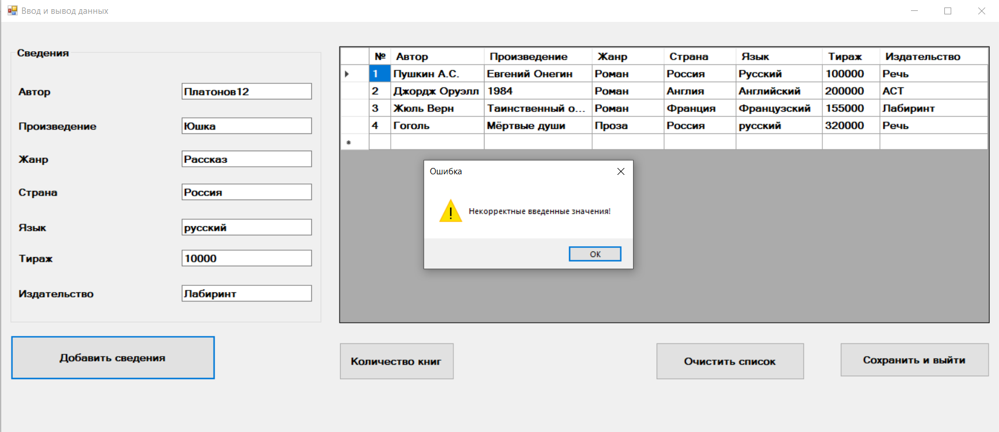 Ввод и вывод данных
Сведения
Автор Платонов12
Произведение Юшка
Жанр Рассказ
Страна Россия
Язык русский
Тираж 10000
Издательство Лабиринт
Добавить сведения
№ Автор Произведение Жанр Страна Язык Тираж Издательство
1 Пушкин А.С. Евгений Онегин Роман Россия Русский 100000 Речь
2 Джордж Оруэлл 1984 Роман Англия Английский 200000 АСТ
3 Жюль Верн Таинственный о... Роман Франция Французский 155000 Лабиринт
4 Гоголь Мёртвые души Проза Россия русский 320000 Речь
Ошибка
Некорректные введенные значения!
ОК
Количество книг
Очистить список
Сохранить и выйти